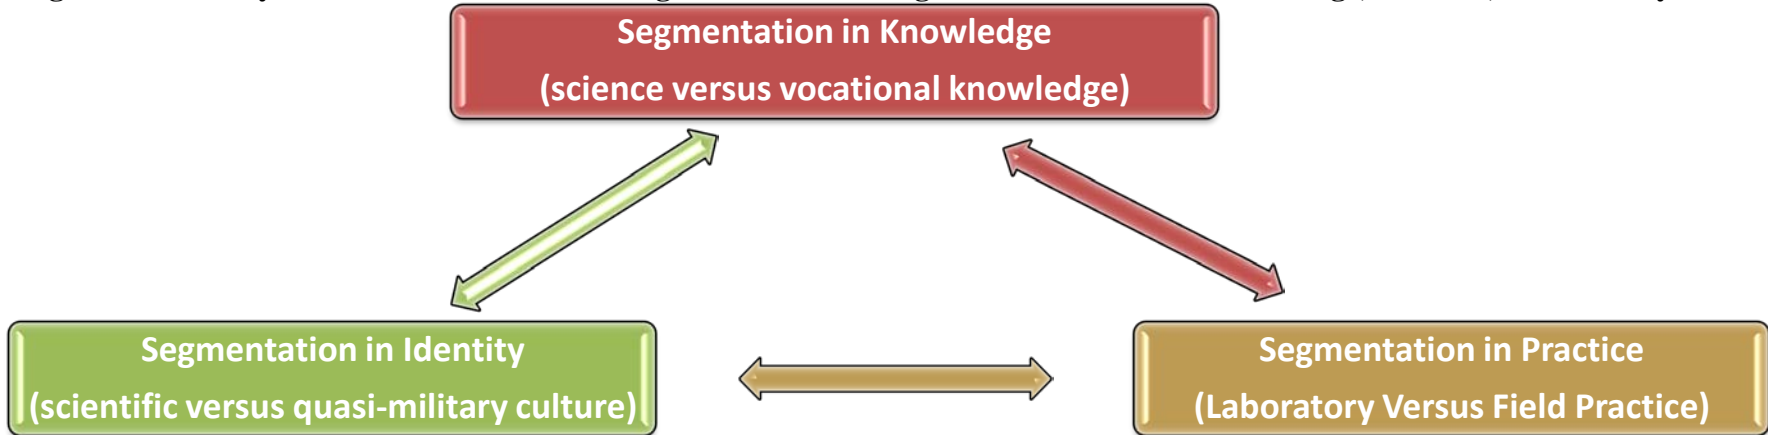 Segmentation in Knowledge
(science versus vocational knowledge)
Segmentation in Identity
(scientific versus quasi-military culture)
Segmentation in Practice
(Laboratory Versus Field Practice)